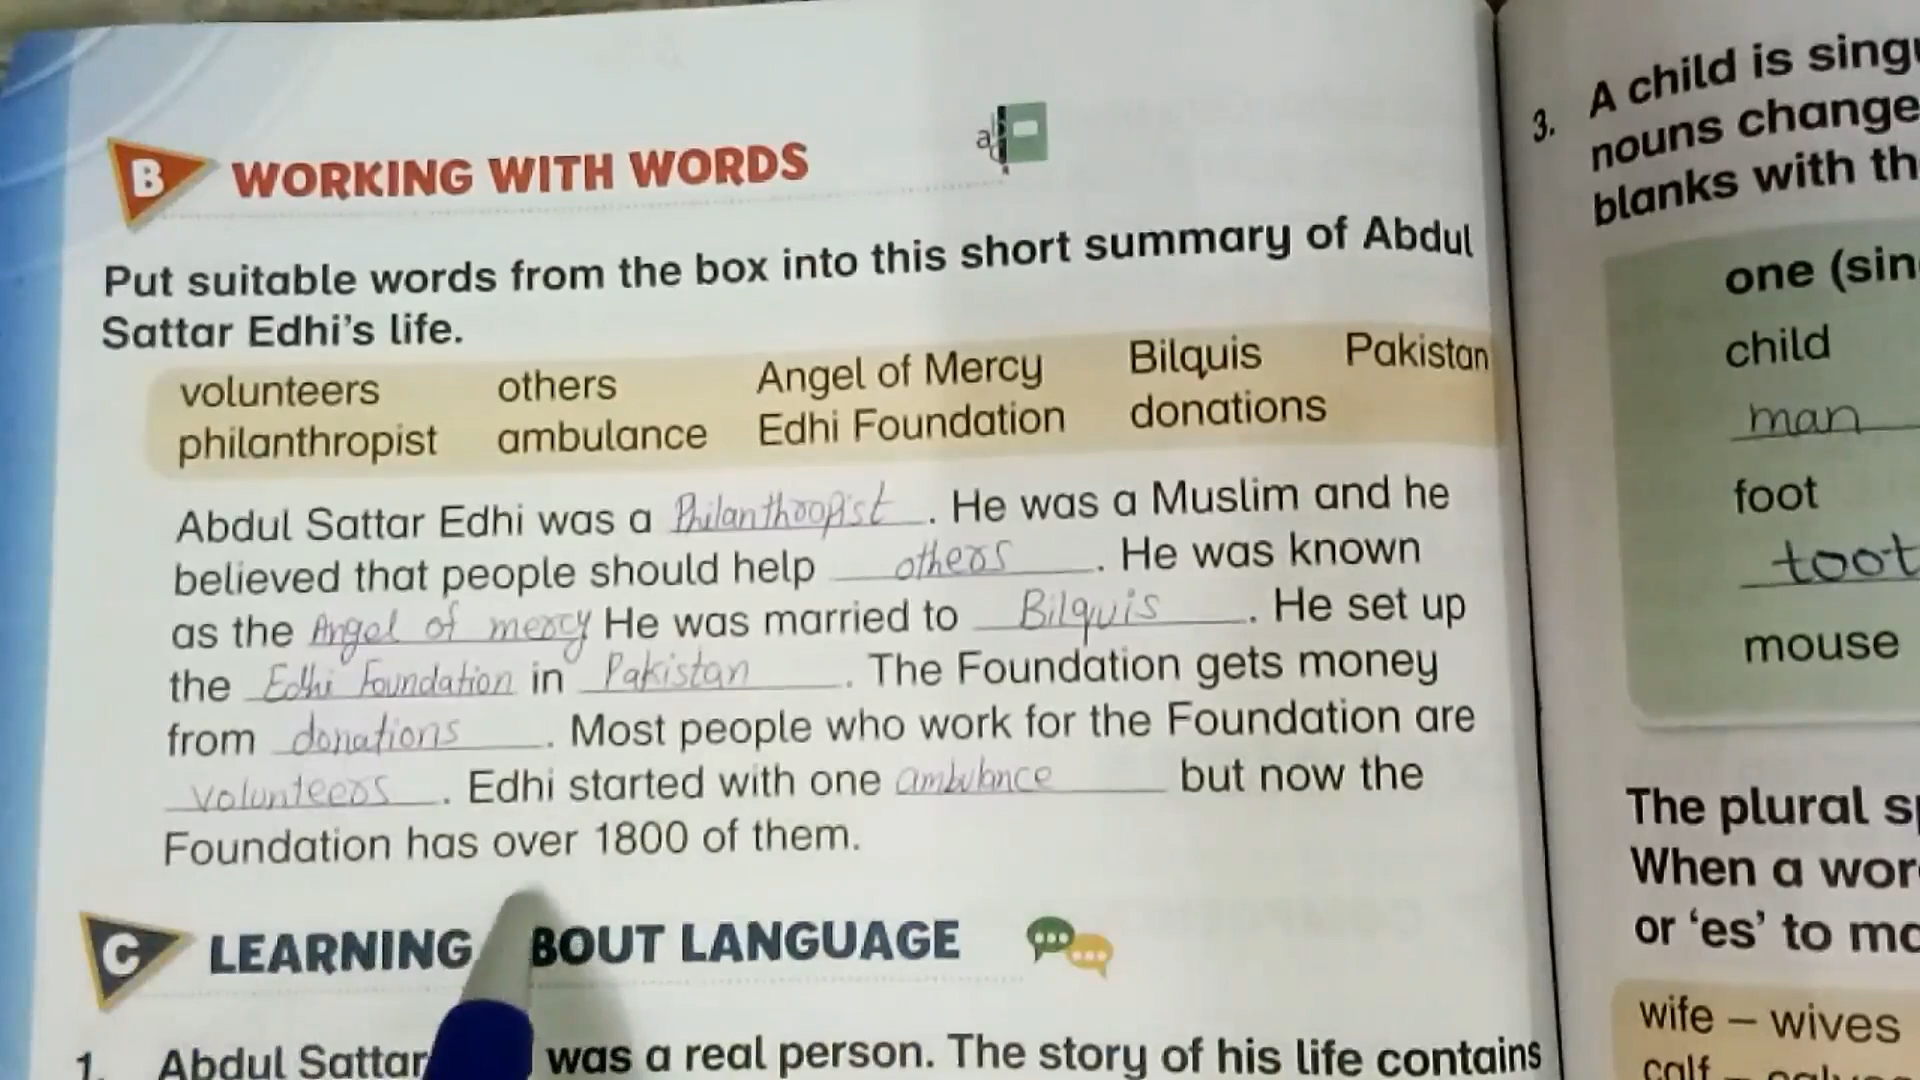 B WORKING WITH WORDS
Put suitable words from the box into this short summary of Abdul
Sattar Edhi's life.
volunteers others Angel of Mercy Bilquis Pakistan
philanthropist ambulance Edhi Foundation donations
Abdul Sattar Edhi was a Philanthropist. He was a Muslim and he
believed that people should help others. He was known
as the Angel of mercy He was married to Bilquis. He set up
the Edhi Foundation in Pakistan. The Foundation gets money
from donations. Most people who work for the Foundation are
volunteers. Edhi started with one ambulance but now the
Foundation has over 1800 of them.
C LEARNING BOUT LANGUAGE
1. Abdul Sattar was a real person. The story of his life contains
3. A child is singu
nouns change
blanks with th
one (sin
child
man
foot
toot
mouse
The plural sp
When a wor
or 'es' to ma
wife – wives
calf –